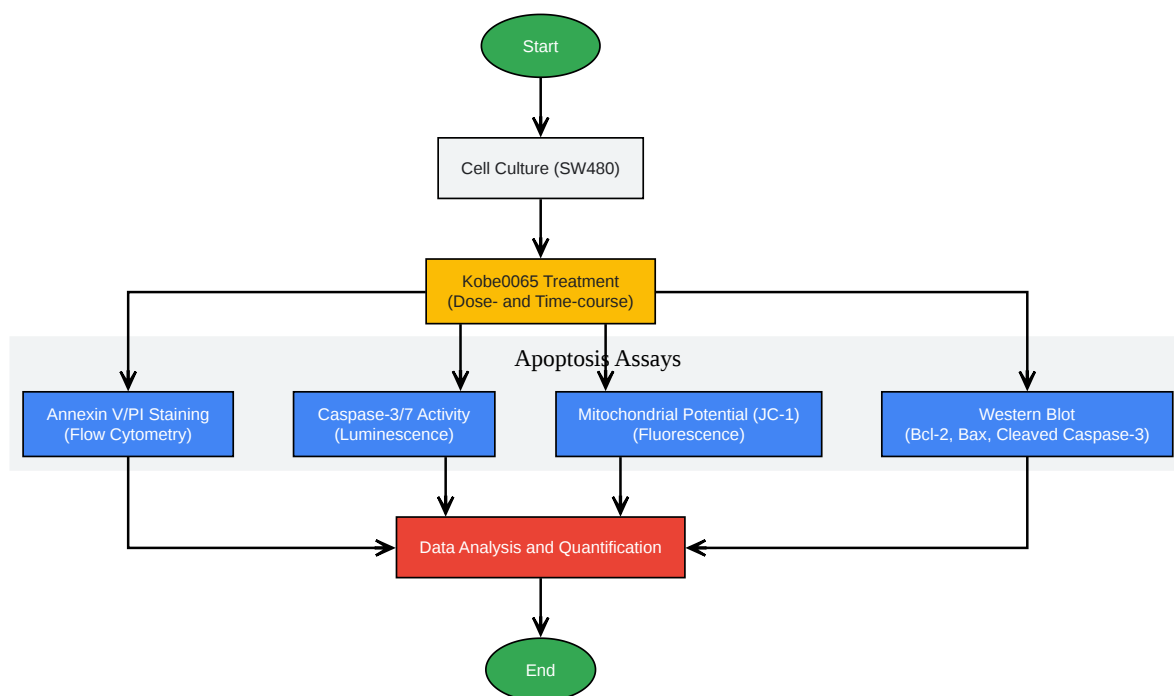 Start
Cell Culture (SW480)
Kobe0065 Treatment
(Dose- and Time-course)
Apoptosis Assays
Annexin V/PI Staining
(Flow Cytometry)
Caspase-3/7 Activity
(Luminescence)
Mitochondrial Potential (JC-1)
(Fluorescence)
Western Blot
(Bcl-2, Bax, Cleaved Caspase-3)
Data Analysis and Quantification
End